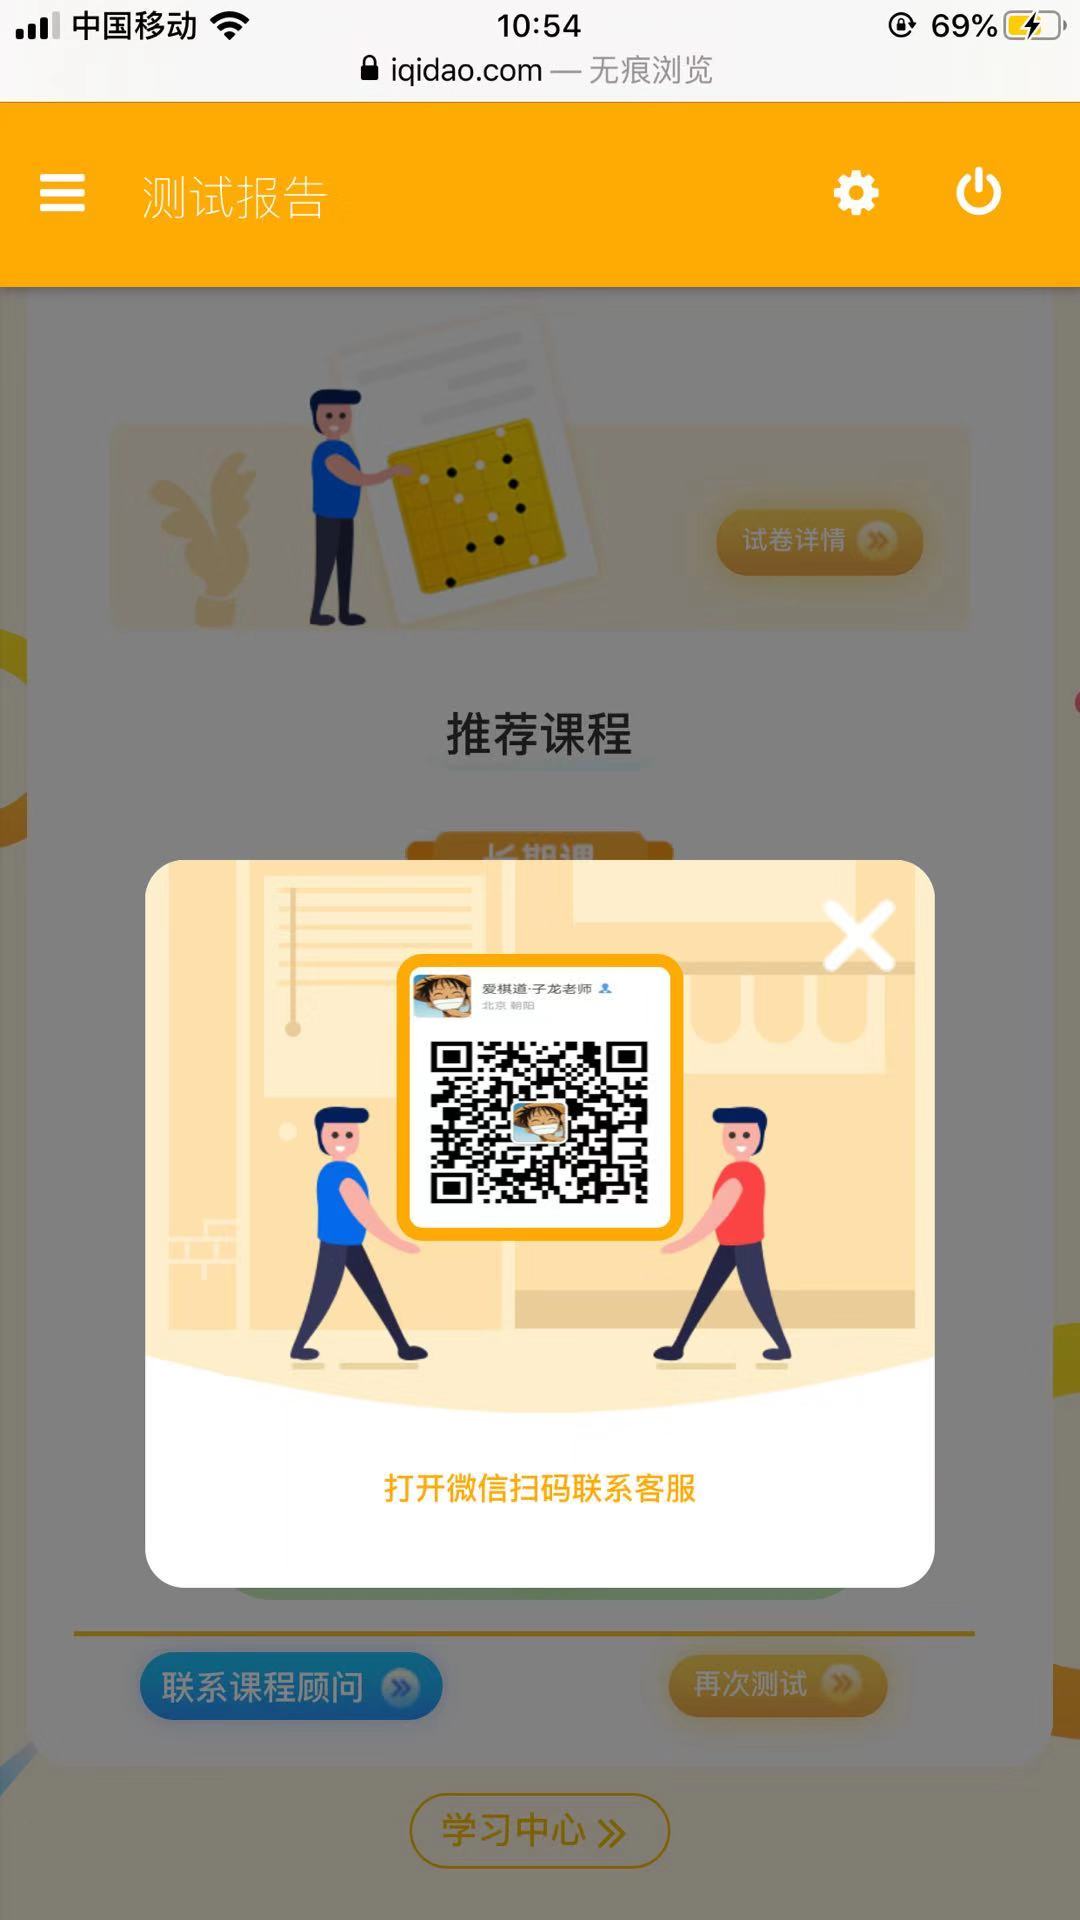 中国移动 10:54 69%
iqidao.com — 无痕浏览
测试报告
试卷详情
推荐课程
长期课
爱棋道·子龙老师
北京 朝阳
打开微信扫码联系客服
联系课程顾问
再次测试
学习中心